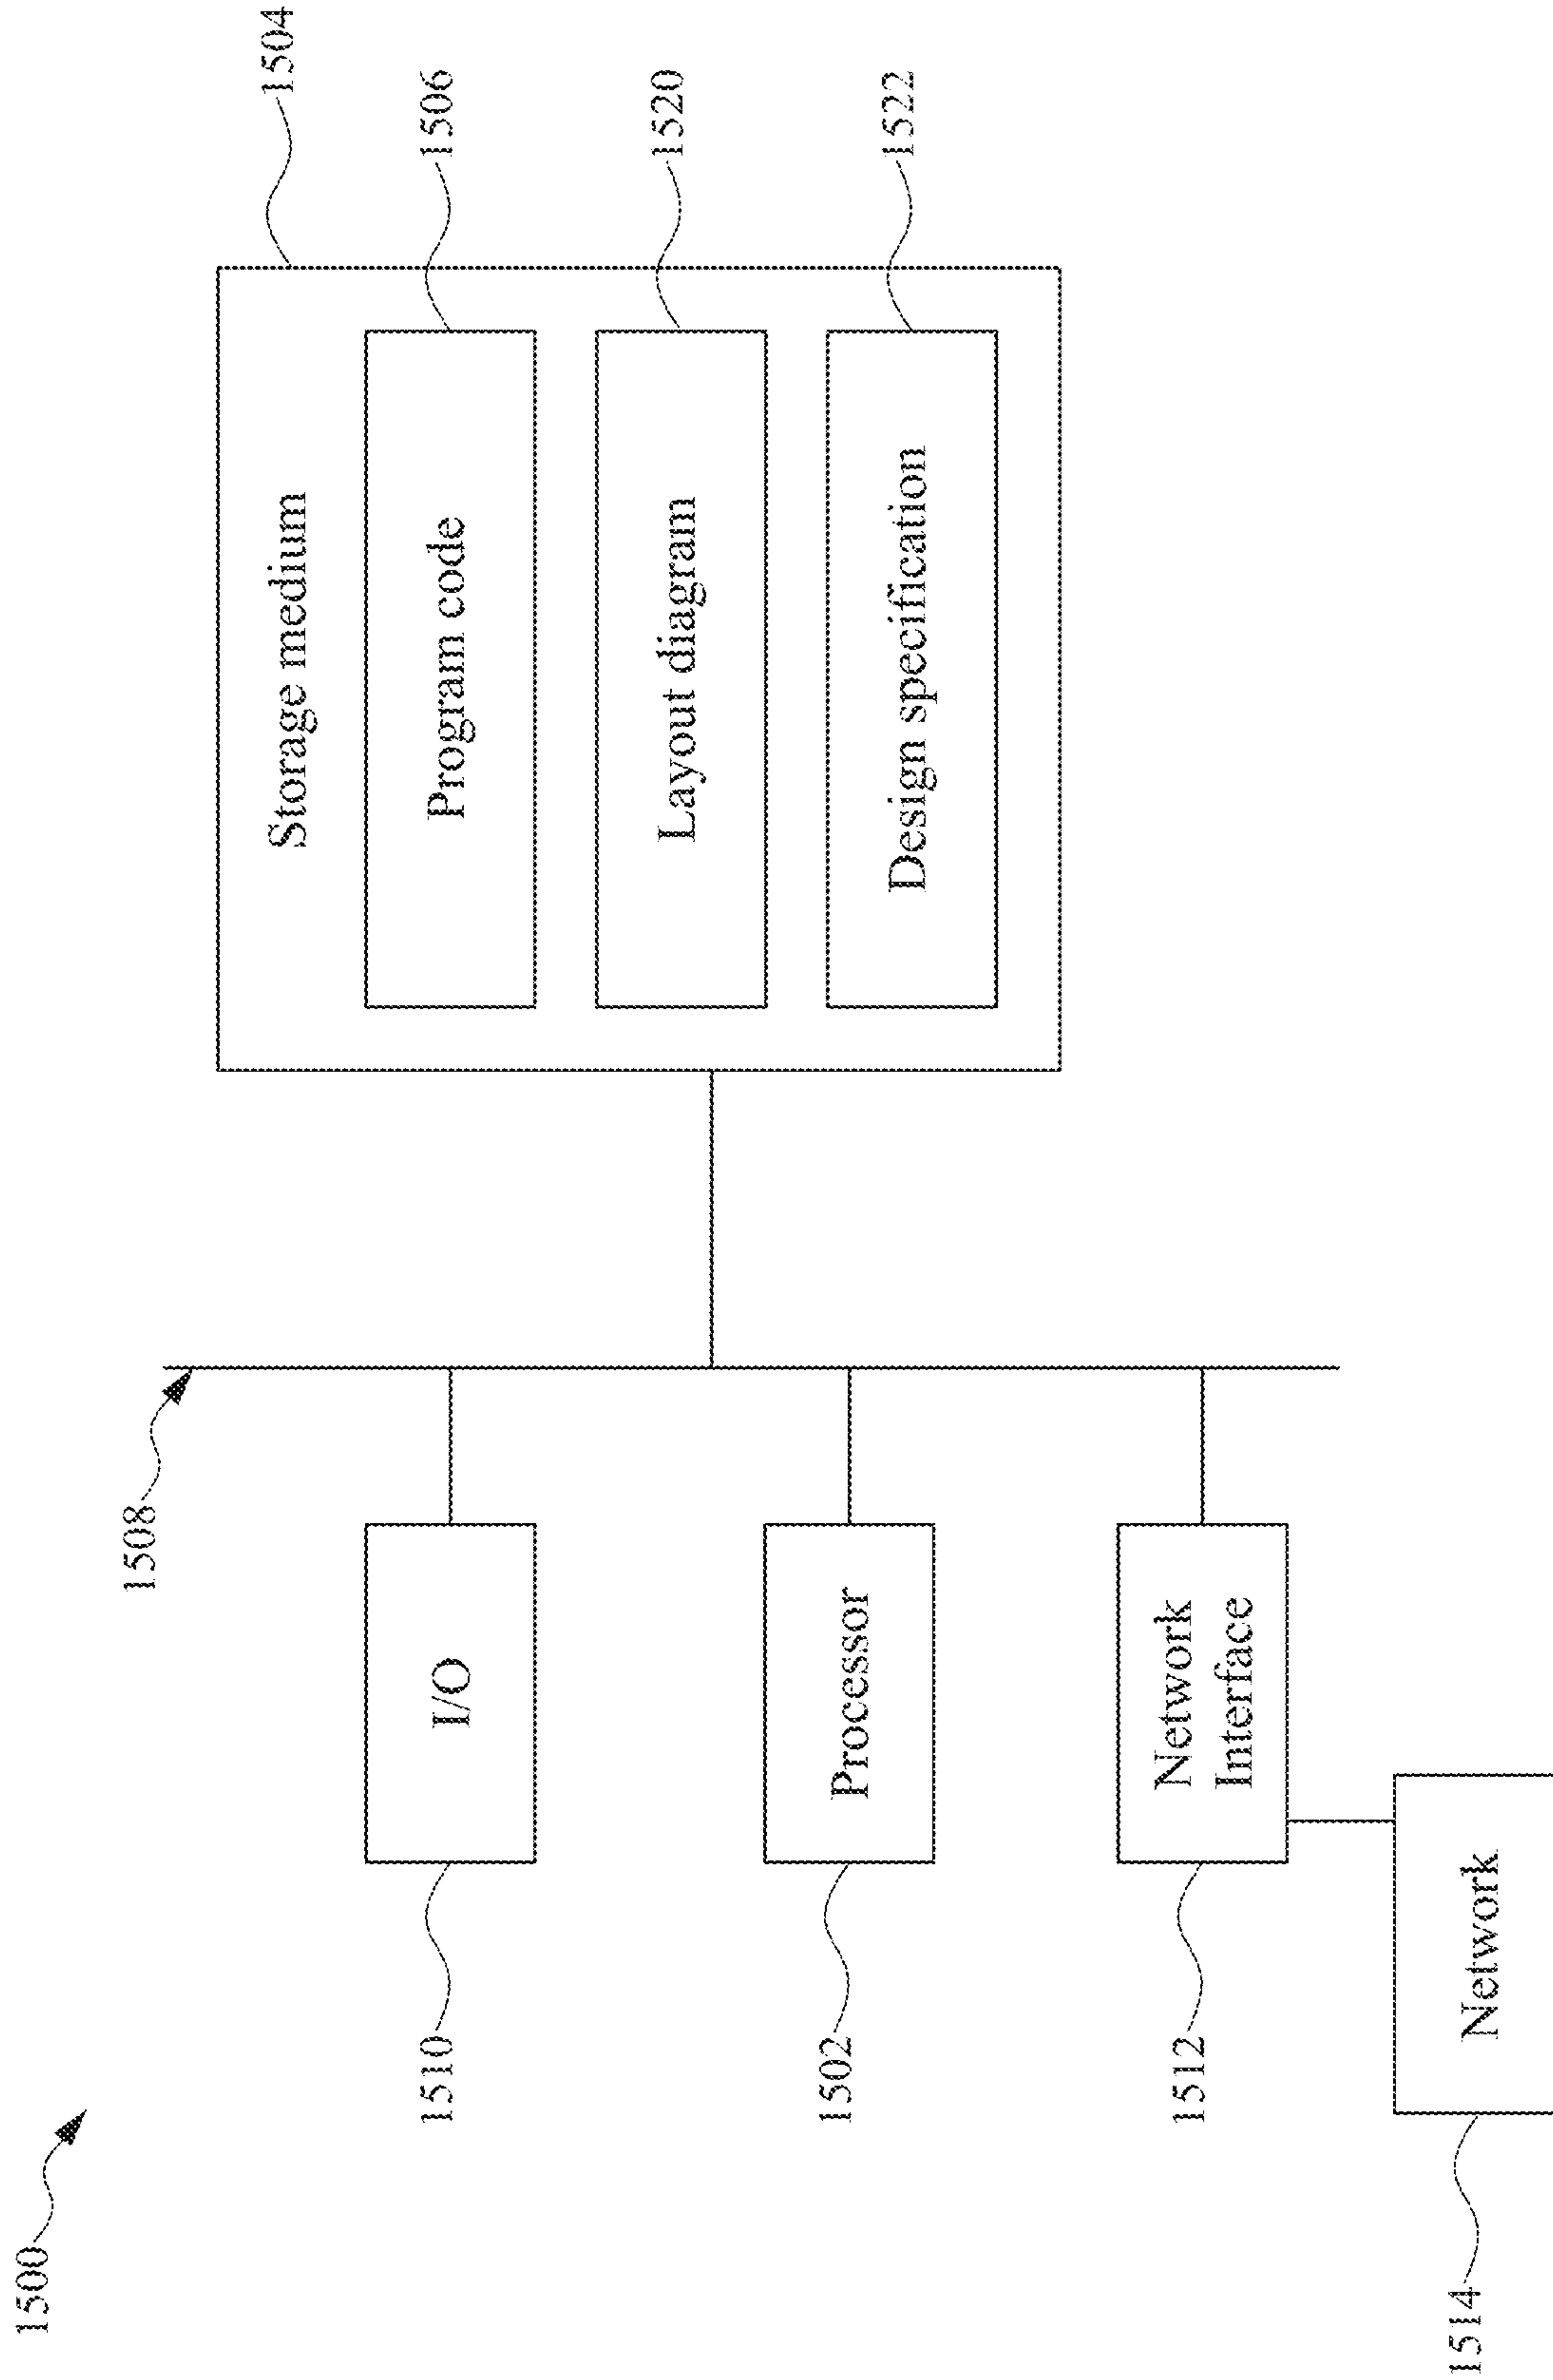 1500
1508
1504
Storage medium
I/O
1510
Program code
1506
Processor
1502
Layout diagram
1520
Network
Interface
1512
Design specification
1522
Network
1514